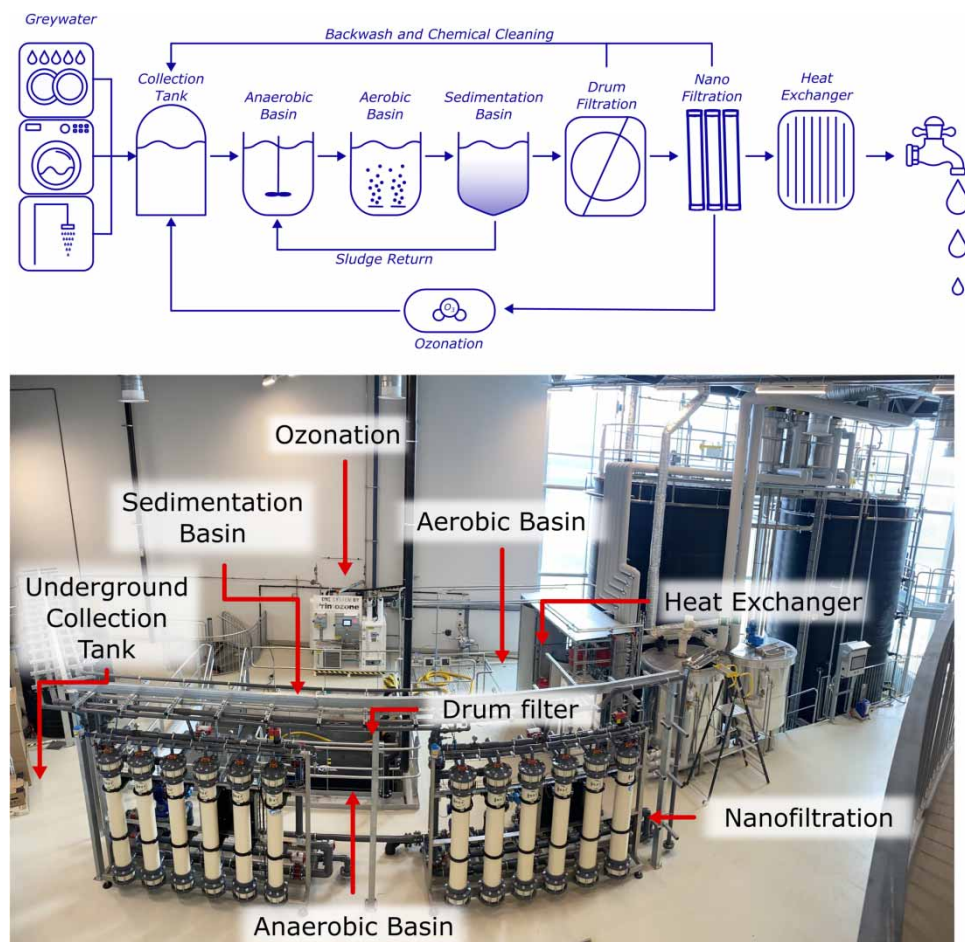 Greywater
Backwash and Chemical Cleaning
Collection
Tank
Anaerobic
Basin
Aerobic
Basin
Sedimentation
Basin
Drum
Filtration
Nano
Filtration
Heat
Exchanger
Sludge Return
O3
Ozonation
Ozonation
Sedimentation
Basin
Aerobic Basin
Underground
Collection
Tank
Heat Exchanger
Drum filter
Nanofiltration
Anaerobic Basin